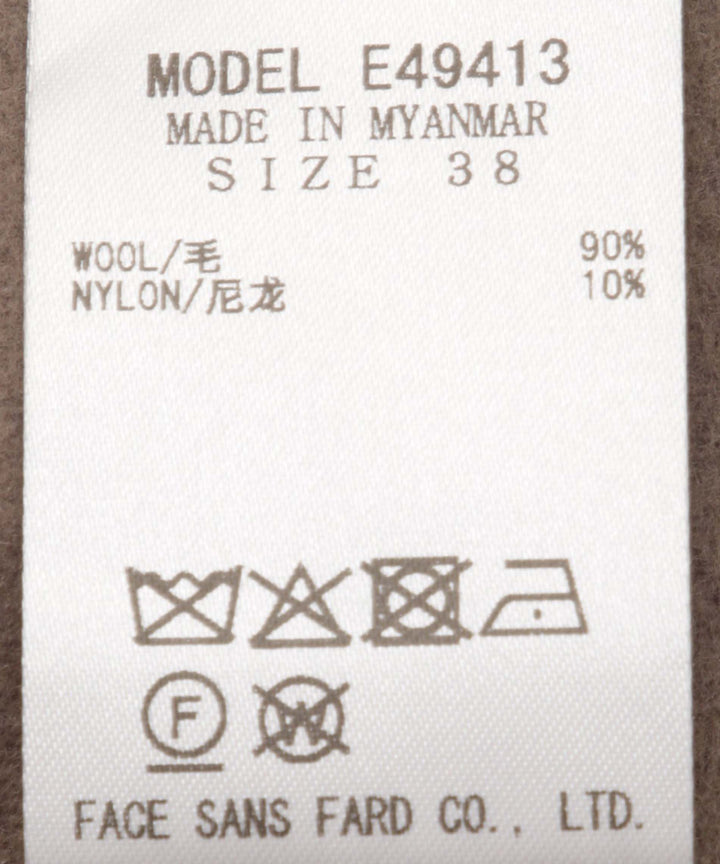 MODEL E49413
MADE IN MYANMAR
SIZE 38
WOOL/毛 90%
NYLON/尼龙 10%
F W
FACE SANS FARD CO., LTD.